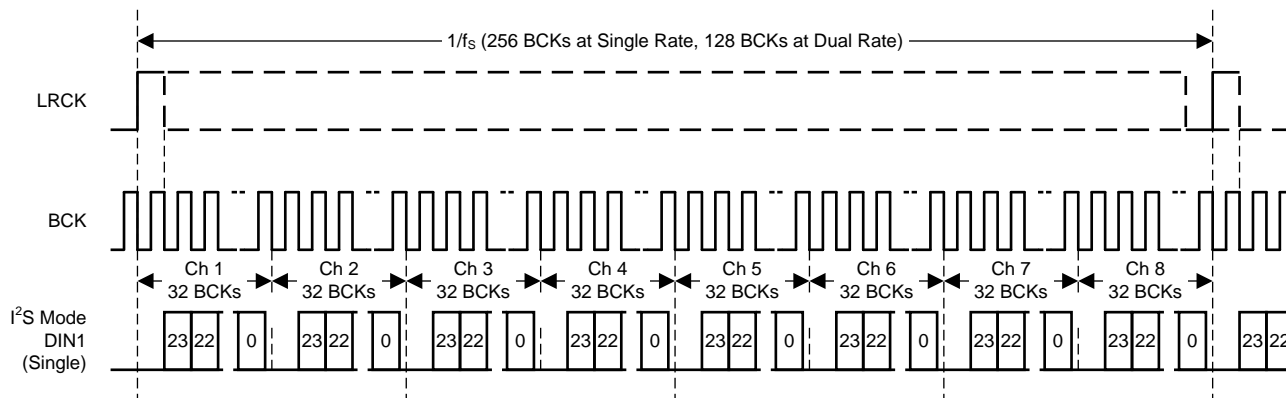 1/fS (256 BCKs at Single Rate, 128 BCKs at Dual Rate)
LRCK
BCK
Ch 1 Ch 2 Ch 3 Ch 4 Ch 5 Ch 6 Ch 7 Ch 8
32 BCKs 32 BCKs 32 BCKs 32 BCKs 32 BCKs 32 BCKs 32 BCKs 32 BCKs
I²S Mode
DIN1
(Single)
23 22 0 23 22 0 23 22 0 23 22 0 23 22 0 23 22 0 23 22 0 23 22 0 23 22